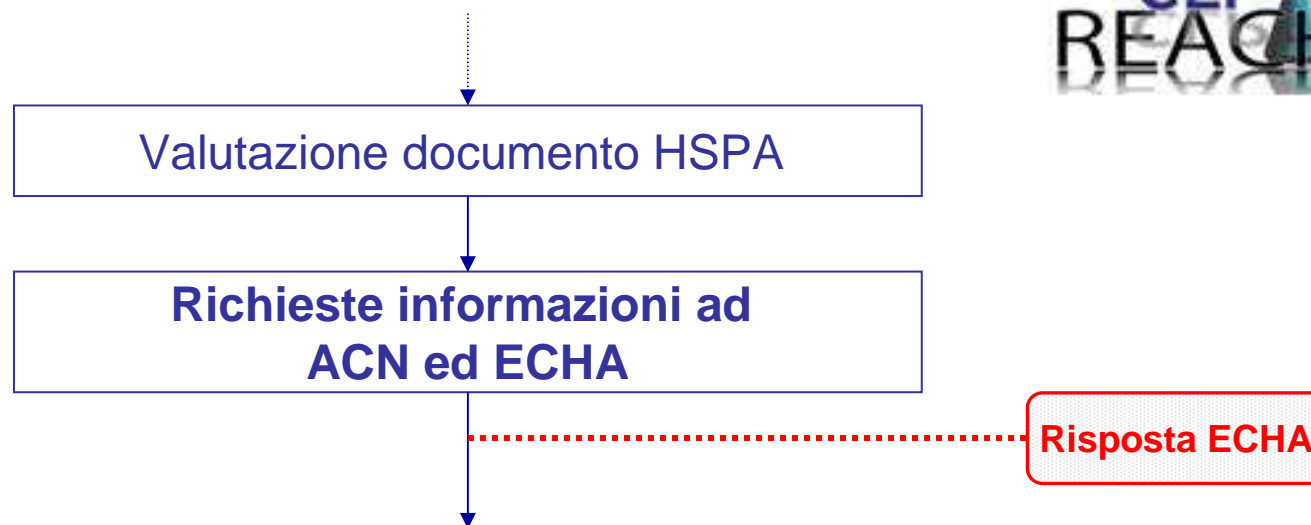 REACH
Valutazione documento HSPA
Richieste informazioni ad
ACN ed ECHA
Risposta ECHA